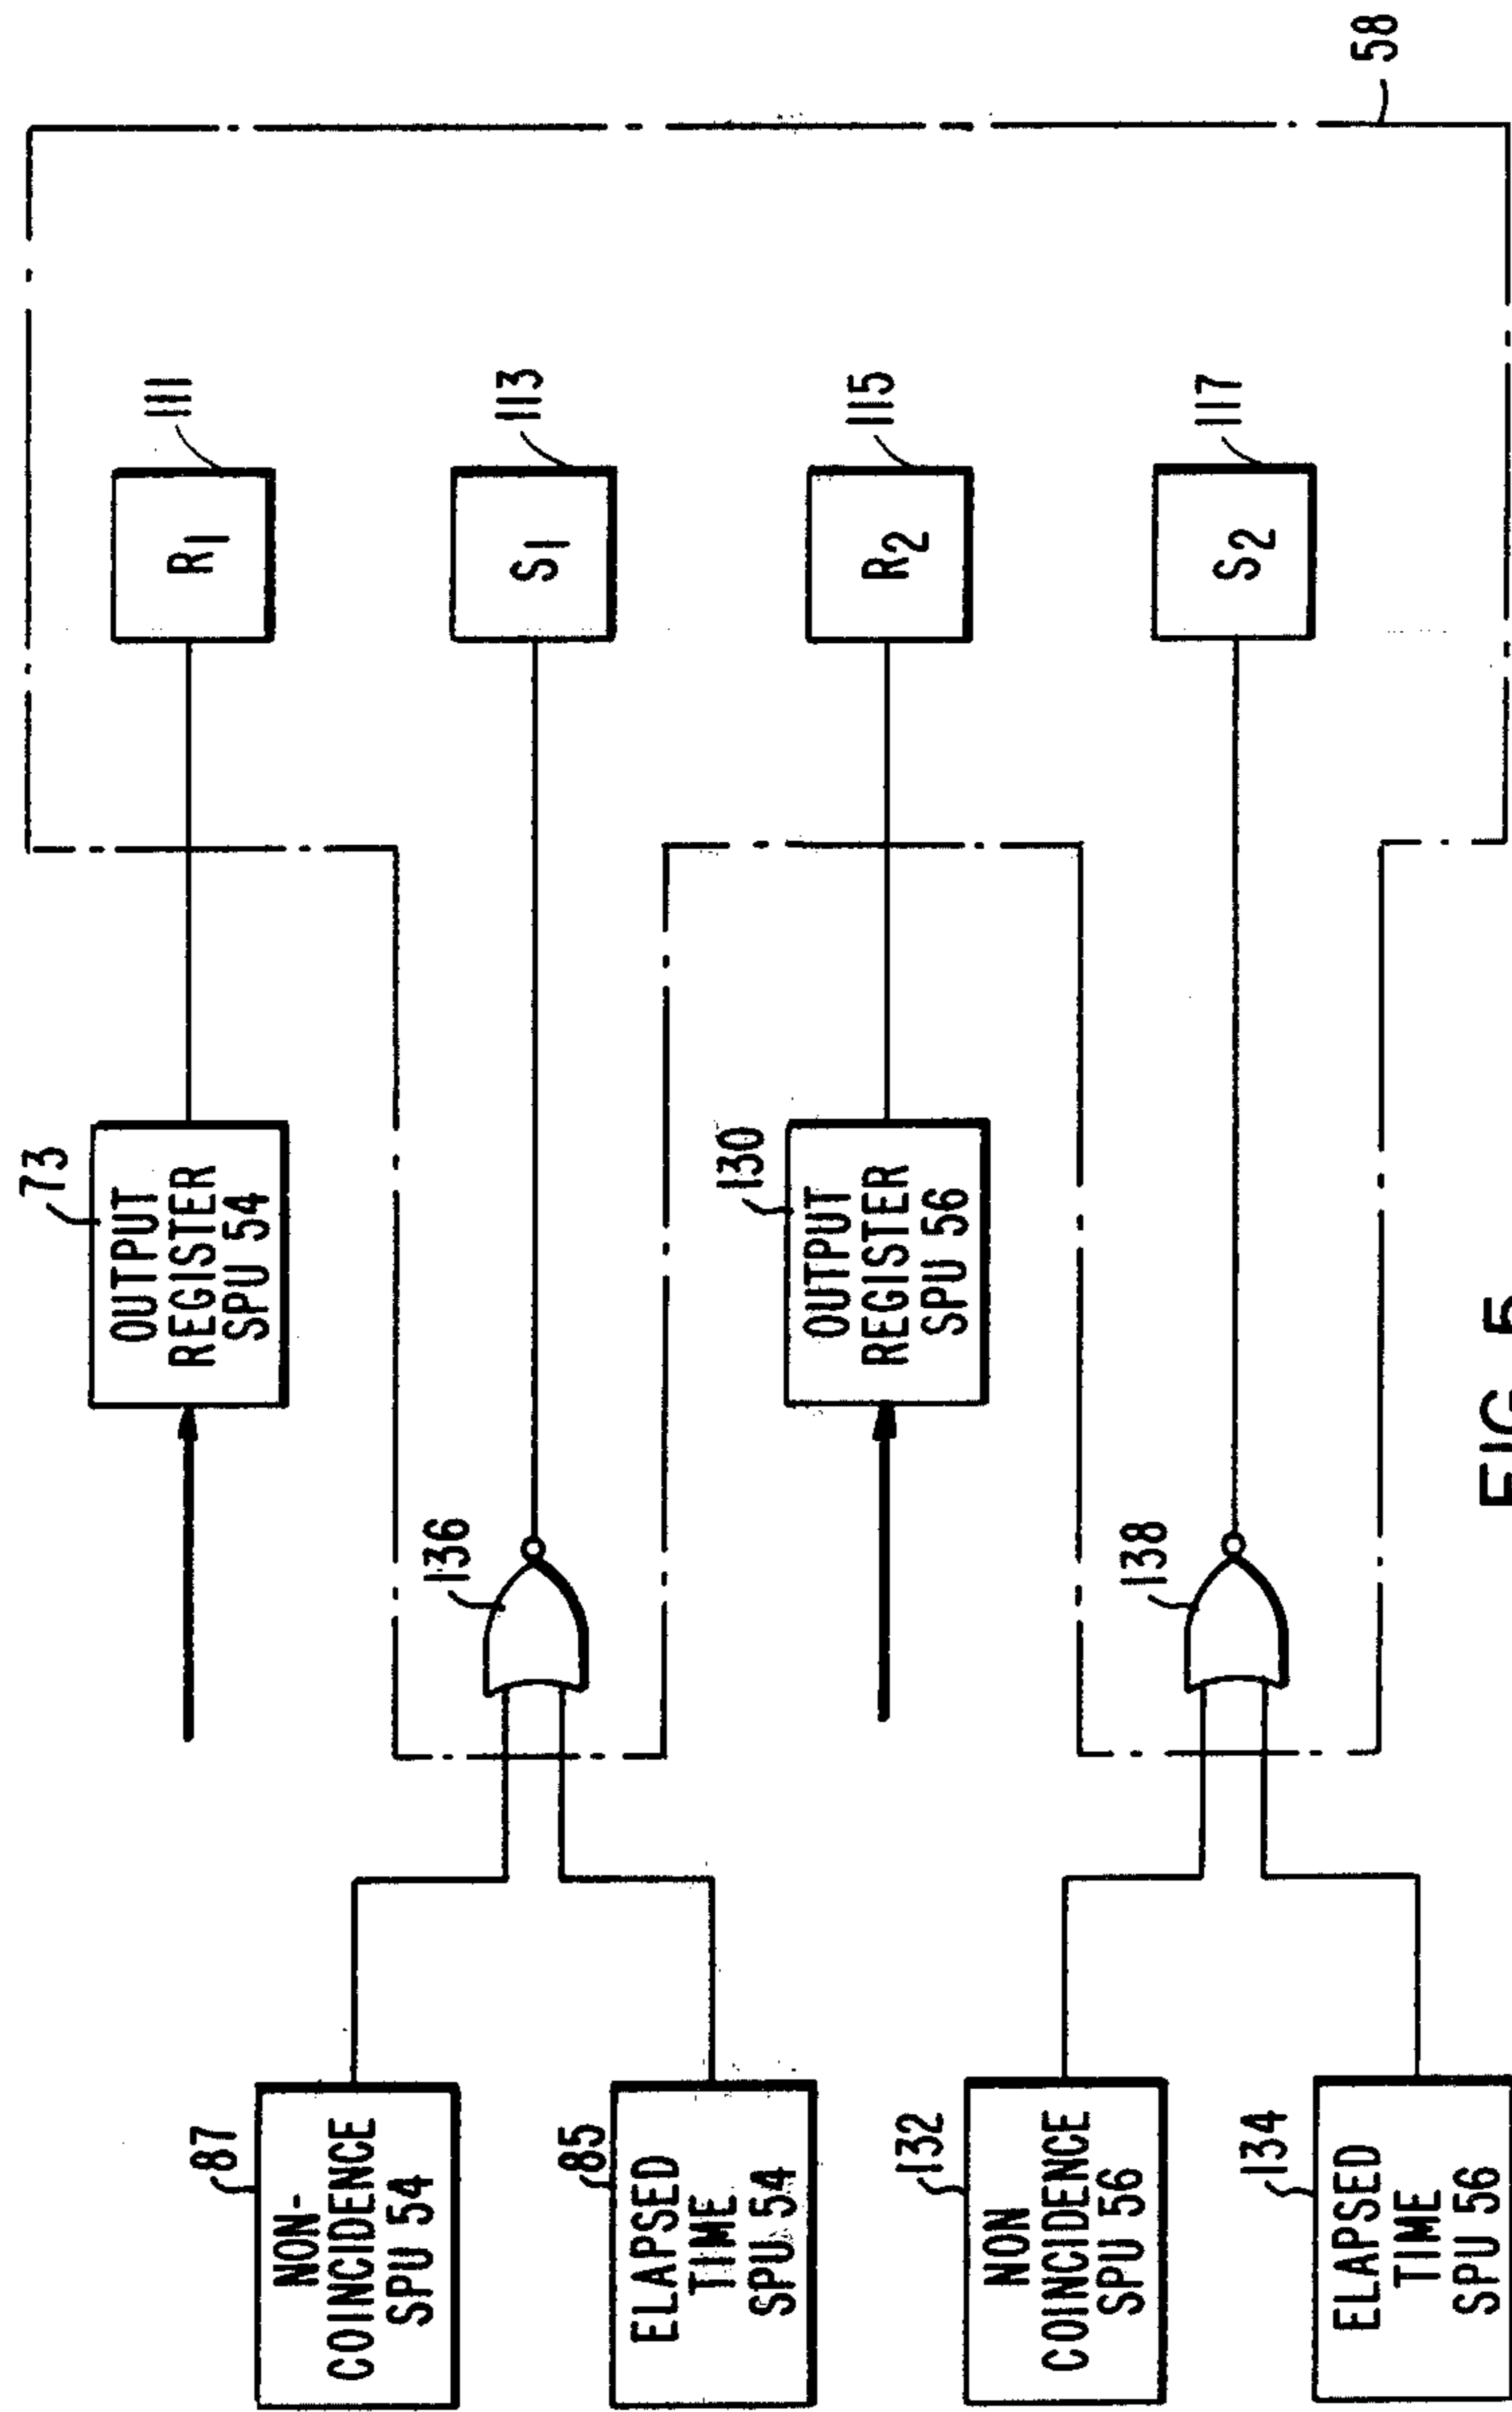 73
OUTPUT
REGISTER
SPU 54
111
R1
87
NON-
COINCIDENCE
SPU 54
136
113
S1
85
ELAPSED
TIME
SPU 54
130
OUTPUT
REGISTER
SPU 56
115
R2
132
NON
COINCIDENCE
SPU 56
138
117
S2
134
ELAPSED
TIME
SPU 56
58
FIG. 5